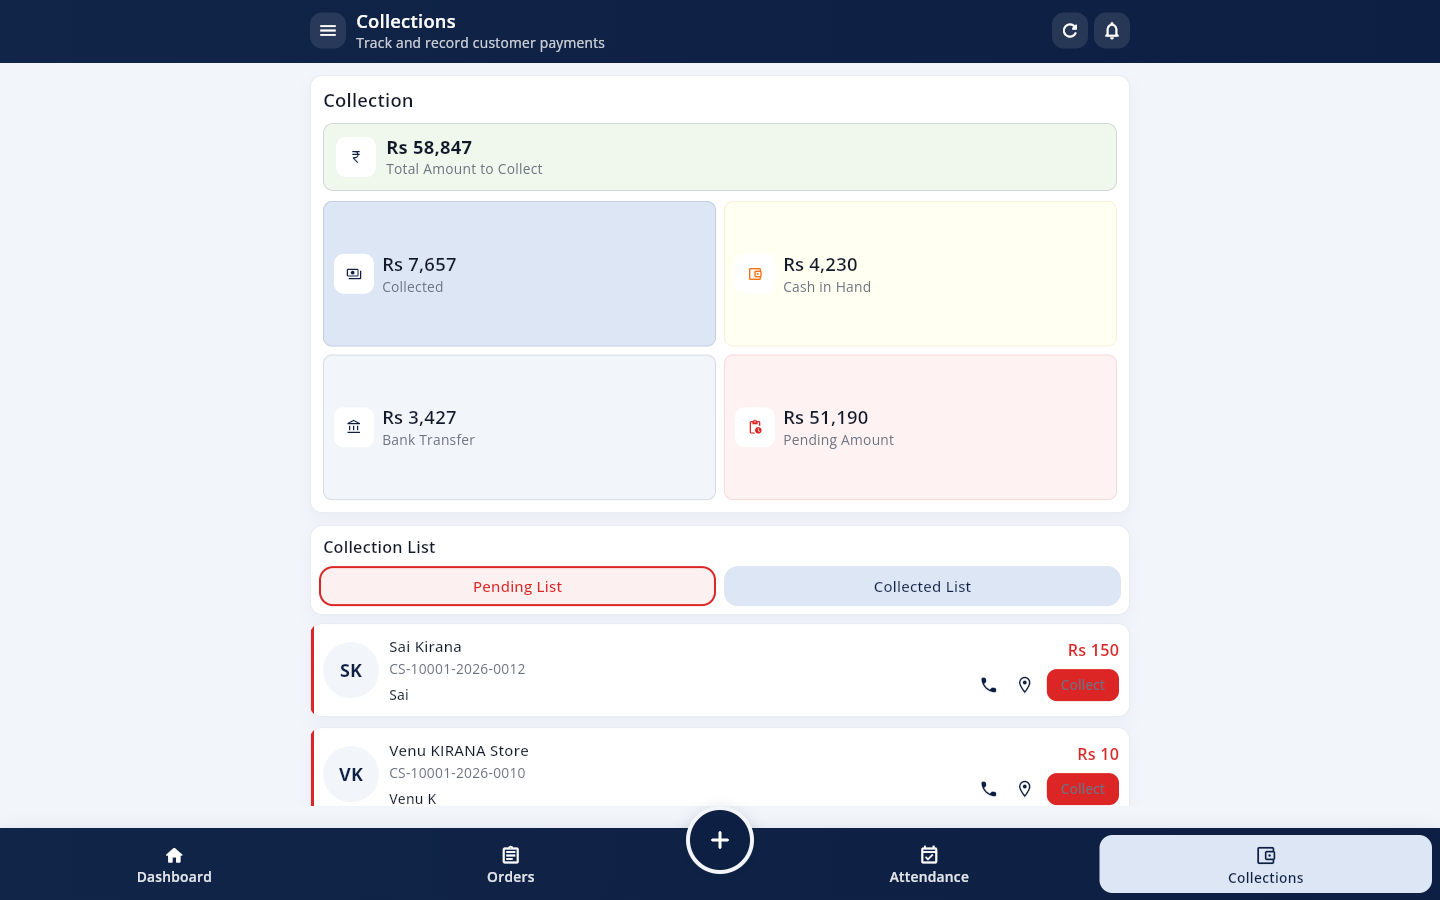 Collections
Track and record customer payments
Collection
₹
Rs 58,847
Total Amount to Collect
Rs 7,657
Collected
Rs 4,230
Cash in Hand
Rs 3,427
Bank Transfer
Rs 51,190
Pending Amount
Collection List
Pending List
Collected List
SK
Sai Kirana
CS-10001-2026-0012
Sai
Rs 150
Collect
VK
Venu KIRANA Store
CS-10001-2026-0010
Venu K
Rs 10
Collect
Dashboard
Orders
Attendance
Collections